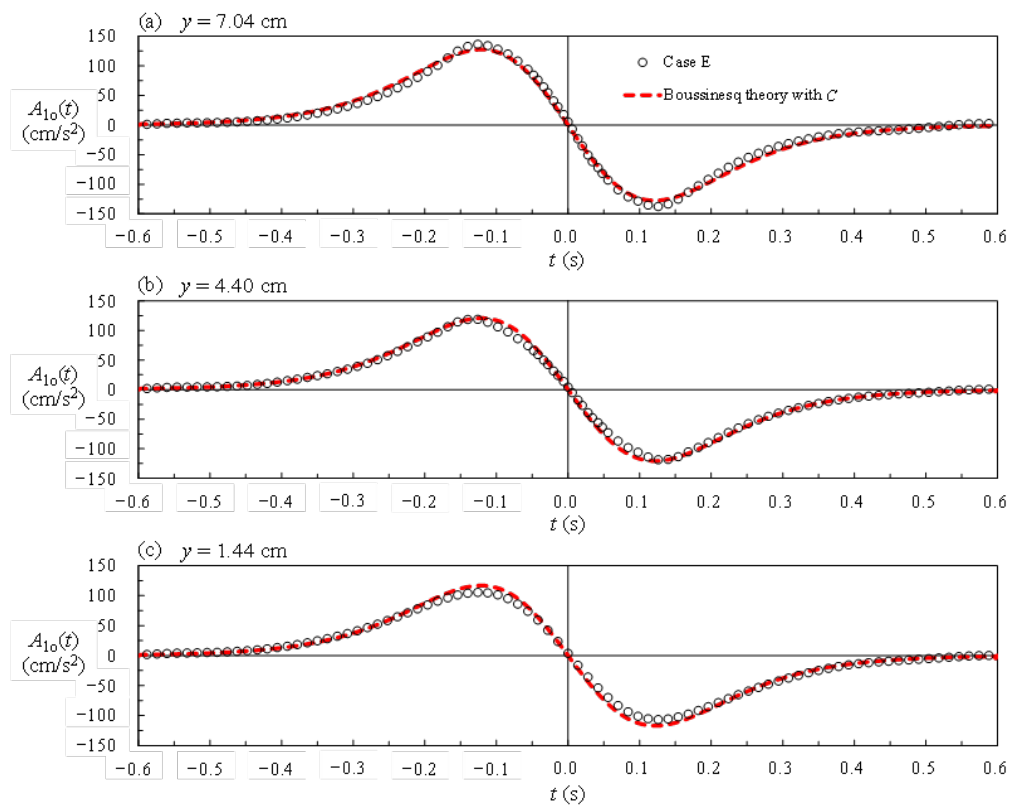 (a) y = 7.04 cm
150
100
50
0
−50
−100
−150
A₁ₒ(t)
(cm/s²)
Case E
Boussinesq theory with C
−0.6 −0.5 −0.4 −0.3 −0.2 −0.1 0.0 0.1 0.2 0.3 0.4 0.5 0.6
t (s)
(b) y = 4.40 cm
150
100
50
0
−50
−100
−150
A₁ₒ(t)
(cm/s²)
−0.6 −0.5 −0.4 −0.3 −0.2 −0.1 0.0 0.1 0.2 0.3 0.4 0.5 0.6
t (s)
(c) y = 1.44 cm
150
100
50
0
−50
−100
−150
A₁ₒ(t)
(cm/s²)
−0.6 −0.5 −0.4 −0.3 −0.2 −0.1 0.0 0.1 0.2 0.3 0.4 0.5 0.6
t (s)